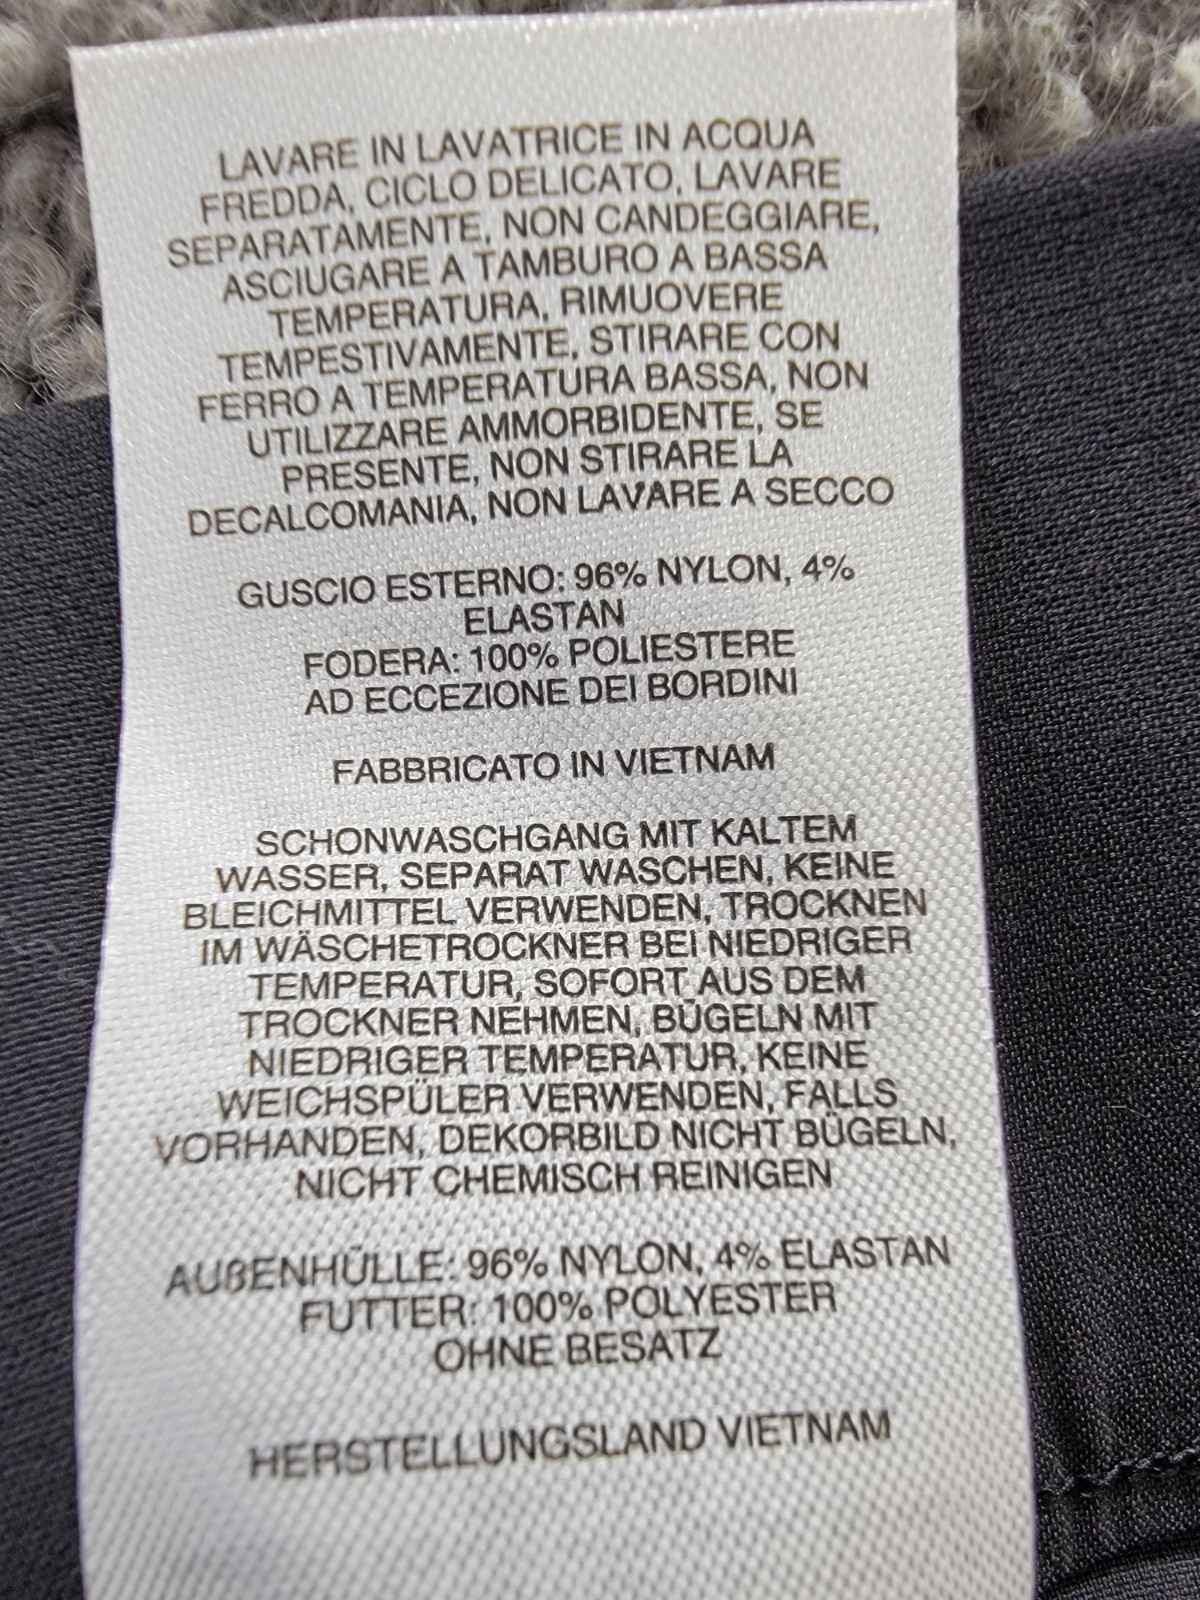 LAVARE IN LAVATRICE IN ACQUA
FREDDA, CICLO DELICATO, LAVARE
SEPARATAMENTE, NON CANDEGGIARE,
ASCIUGARE A TAMBURO A BASSA
TEMPERATURA, RIMUOVERE
TEMPESTIVAMENTE, STIRARE CON
FERRO A TEMPERATURA BASSA, NON
UTILIZZARE AMMORBIDENTE, SE
PRESENTE, NON STIRARE LA
DECALCOMANIA, NON LAVARE A SECCO
GUSCIO ESTERNO: 96% NYLON, 4%
ELASTAN
FODERA: 100% POLIESTERE
AD ECCEZIONE DEI BORDINI
FABBRICATO IN VIETNAM
SCHONWASCHGANG MIT KALTEM
WASSER, SEPARAT WASCHEN, KEINE
BLEICHMITTEL VERWENDEN, TROCKNEN
IM WÄSCHETROCKNER BEI NIEDRIGER
TEMPERATUR, SOFORT AUS DEM
TROCKNER NEHMEN, BÜGELN MIT
NIEDRIGER TEMPERATUR, KEINE
WEICHSPÜLER VERWENDEN, FALLS
VORHANDEN, DEKORBILD NICHT BÜGELN,
NICHT CHEMISCH REINIGEN
AUßENHÜLLE: 96% NYLON, 4% ELASTAN
FUTTER: 100% POLYESTER
OHNE BESATZ
HERSTELLUNGSLAND VIETNAM